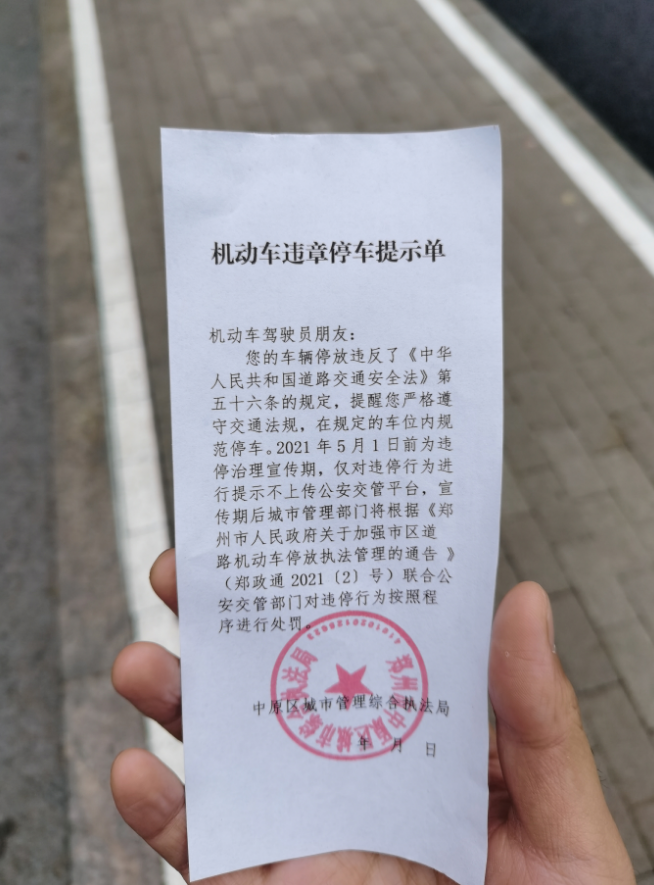 机动车违章停车提示单
机动车驾驶员朋友：
您的车辆停放违反了《中华
人民共和国道路交通安全法》第
五十六条的规定，提醒您严格遵
守交通法规，在规定的车位内规
范停车。2021年5月1日前为违
停治理宣传期，仅对违停行为进
行提示不上传公安交管平台，宣
传期后城市管理部门将根据《郑
州市人民政府关于加强市区道
路机动车停放执法管理的通告 》
（郑政通 2021〔2〕号）联合公
安交管部门对违停行为按照程
序进行处罚。
中原区城市管理综合执法局
年 月 日